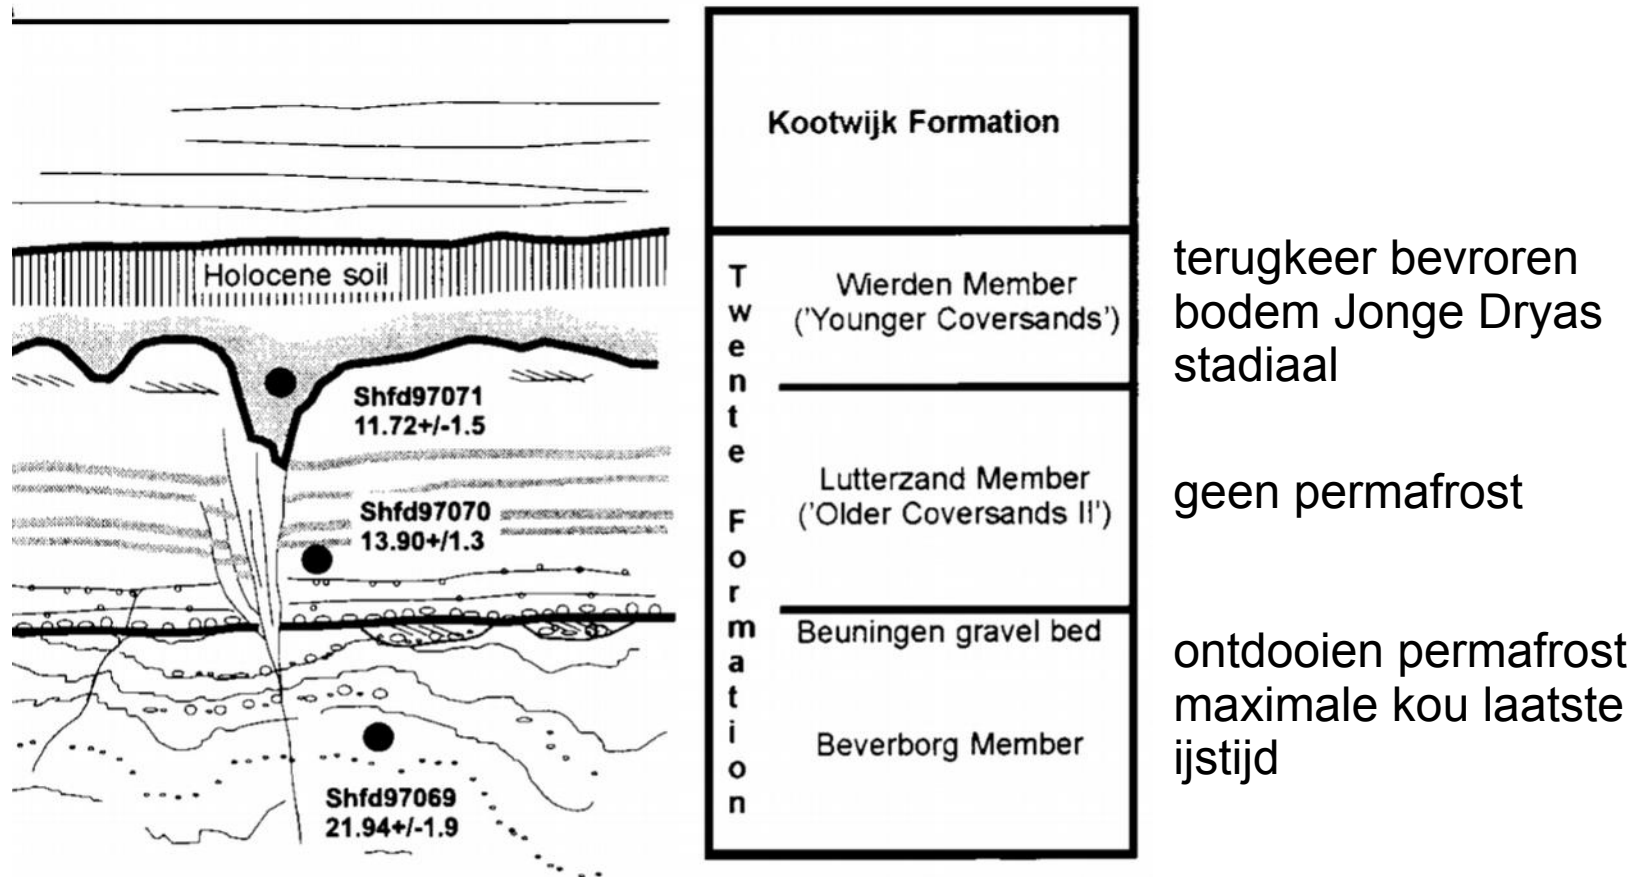 Kootwijk Formation
Holocene soil
Shfd97071
11.72+/-1.5
Shfd97070
13.90+/1.3
Shfd97069
21.94+/-1.9
Twente Formation
Wierden Member
('Younger Coversands')
Lutterzand Member
('Older Coversands II')
Beuningen gravel bed
Beverborg Member
terugkeer bevroren
bodem Jonge Dryas
stadiaal
geen permafrost
ontdooien permafrost
maximale kou laatste
ijstijd